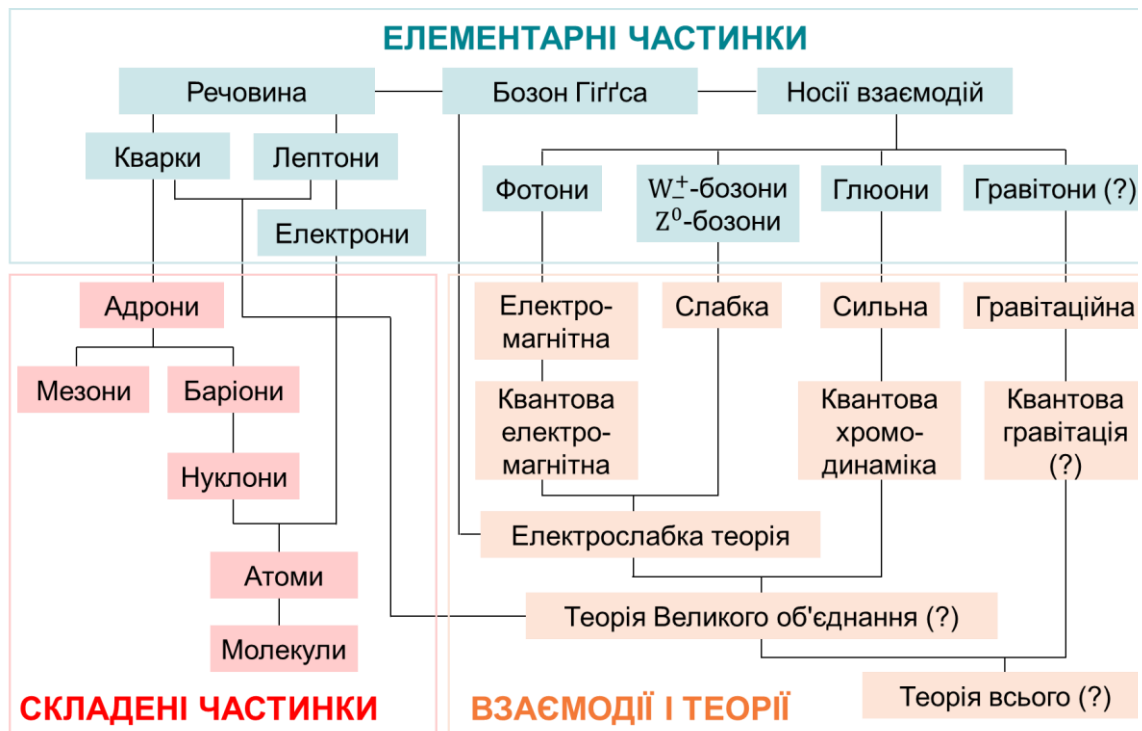 ЕЛЕМЕНТАРНІ ЧАСТИНКИ
Речовина
Бозон Гіґґса
Носії взаємодій
Кварки
Лептони
Фотони
W₋⁺-бозони
Z⁰-бозони
Глюони
Гравітони (?)
Електрони
Адрони
Електро-
магнітна
Слабка
Сильна
Гравітаційна
Мезони
Баріони
Квантова
електро-
магнітна
Квантова
хромо-
динаміка
Квантова
гравітація
(?)
Нуклони
Електрослабка теорія
Атоми
Теорія Великого об'єднання (?)
Молекули
Теорія всього (?)
СКЛАДЕНІ ЧАСТИНКИ
ВЗАЄМОДІЇ І ТЕОРІЇ